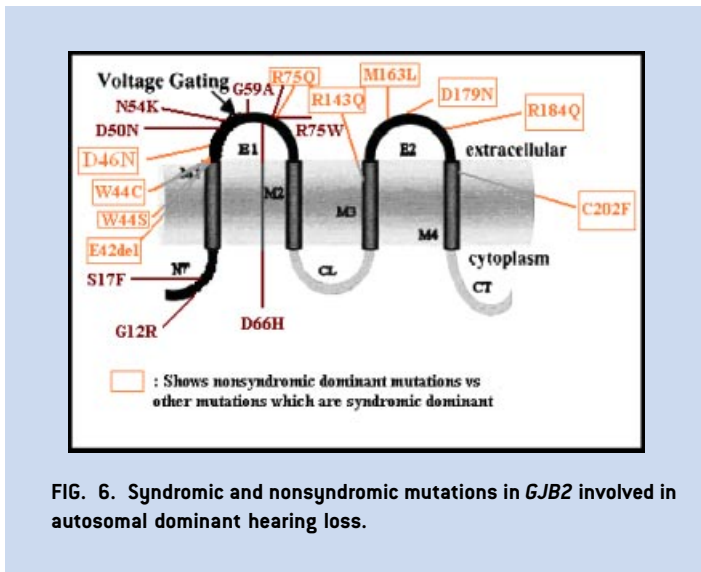 Voltage Gating
G59A
R75Q
M163L
N54K
R143Q
D179N
D50N
R75W
R184Q
D46N
E1
E2
extracellular
W44C
M2
C202F
W44S
M3
M4
E42del
cytoplasm
S17F
NT
CL
CT
G12R
D66H
: Shows nonsyndromic dominant mutations vs
other mutations which are syndromic dominant
FIG. 6. Syndromic and nonsyndromic mutations in GJB2 involved in
autosomal dominant hearing loss.